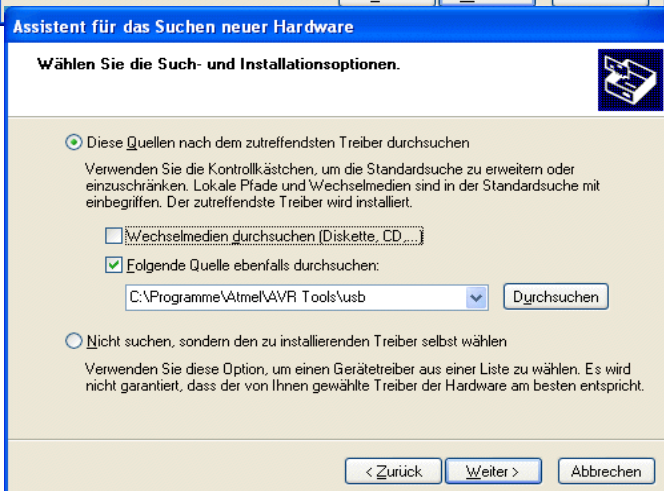 Assistent für das Suchen neuer Hardware
Wählen Sie die Such- und Installationsoptionen.
Diese Quellen nach dem zutreffendsten Treiber durchsuchen
Verwenden Sie die Kontrollkästchen, um die Standardsuche zu erweitern oder
einzuschränken. Lokale Pfade und Wechselmedien sind in der Standardsuche mit
einbegriffen. Der zutreffendste Treiber wird installiert.
Wechselmedien durchsuchen (Diskette, CD,...)
Folgende Quelle ebenfalls durchsuchen:
C:\Programme\Atmel\AVR Tools\usb
Durchsuchen
Nicht suchen, sondern den zu installierenden Treiber selbst wählen
Verwenden Sie diese Option, um einen Gerätetreiber aus einer Liste zu wählen. Es wird
nicht garantiert, dass der von Ihnen gewählte Treiber der Hardware am besten entspricht.
< Zurück Weiter > Abbrechen